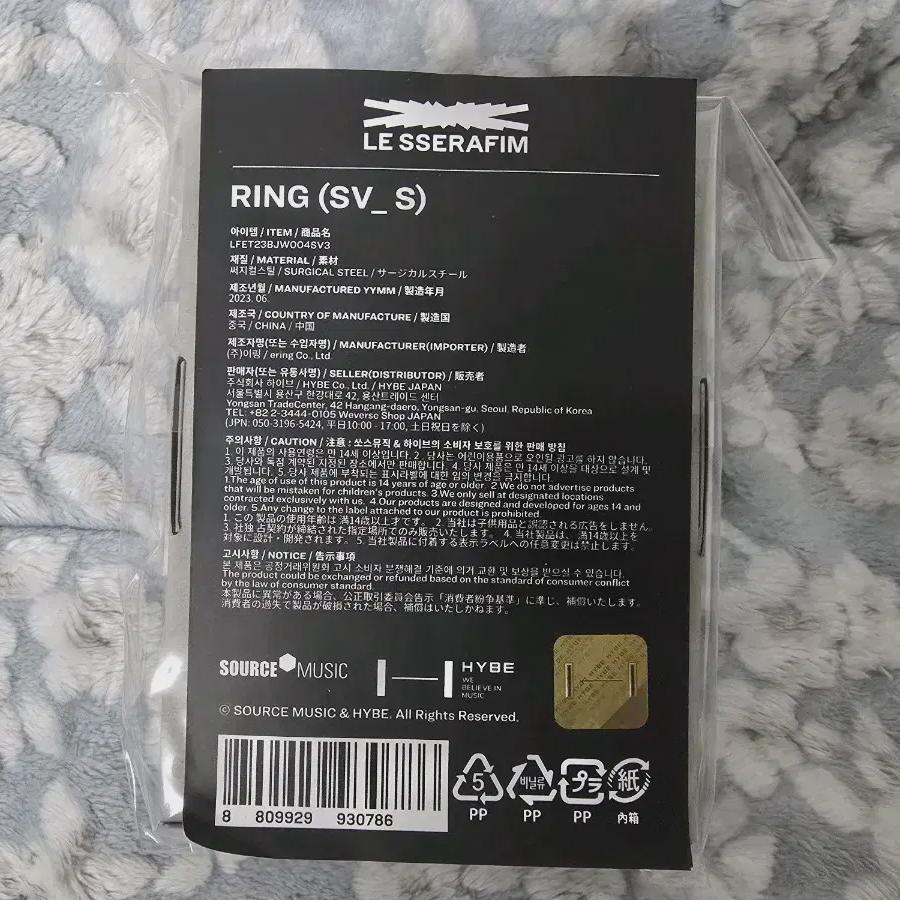 LE SSERAFIM
RING (SV_ S)
아이템 / ITEM / 商品名
LFET23BJW004SV3
재질 / MATERIAL / 素材
써지컬스틸 / SURGICAL STEEL / サージカルスチール
제조년월 / MANUFACTURED YYMM / 製造年月
2023. 06.
제조국 / COUNTRY OF MANUFACTURE / 製造国
중국 / CHINA / 中国
제조자명(또는 수입자명) / MANUFACTURER(IMPORTER) / 製造者
(주)이링 / ering Co., Ltd.
판매자(또는 유통사명) / SELLER(DISTRIBUTOR) / 販売者
주식회사 하이브 / HYBE Co., Ltd. / HYBE JAPAN
서울특별시 용산구 한강대로 42, 용산트레이드 센터
Yongsan TradeCenter, 42 Hangang-daero, Yongsan-gu, Seoul, Republic of Korea
TEL: +82 2-3444-0105 Weverse Shop JAPAN
(JPN: 050-3196-5424, 平日10:00 - 17:00, 土日祝日を除く)
주의사항 / CAUTION / 注意 : 쏘스뮤직 & 하이브의 소비자 보호를 위한 판매 방침
1. 이 제품의 사용연령은 만 14세 이상입니다. 2. 당사는 어린이용품으로 오인될 광고를 하지 않습니다.
3. 당사와 독점 계약된 지정된 장소에서만 판매합니다. 4. 당사 제품은 만 14세 이상을 대상으로 설계 및
개발됩니다. 5. 당사 제품에 부착되는 표시라벨에 대한 임의 변경을 금지합니다.
1.The age of use of this product is 14 years of age or older. 2.We do not advertise products
that will be mistaken for children's products. 3.We only sell at designated locations
contracted exclusively with us. 4.Our products are designed and developed for ages 14 and
older. 5.Any change to the label attached to our product is prohibited.
1. この 製品の使用年齢は 満14歳以上才です。 2. 当社は子供用品と誤認される広告をしません。
3. 社独 占契約が締結された指定場所でのみ販売いたします。 4. 当社製品は、満14歳以上を
対象に設計・開発されます。 5. 当社製品に付着する表示ラベルへの任意変更は禁止します。
고시사항 / NOTICE / 告示事項
본 제품은 공정거래위원회 고시 소비자 분쟁해결 기준에 의거 교환 및 보상을 받으실 수 있습니다.
The product could be exchanged or refunded based on the standard of consumer conflict
by the law of consumer standard.
本製品に異常がある場合、公正取引委員会告示「消費者紛争基準」に準じ、補償いたします。
消費者の過失で製品が破損された場合、補償はいたしかねます。
SOURCE MUSIC
HYBE
WE
BELIEVE IN
MUSIC
© SOURCE MUSIC & HYBE. All Rights Reserved.
8 809929 930786
5 비닐류 プラ 紙
PP PP PP 內箱